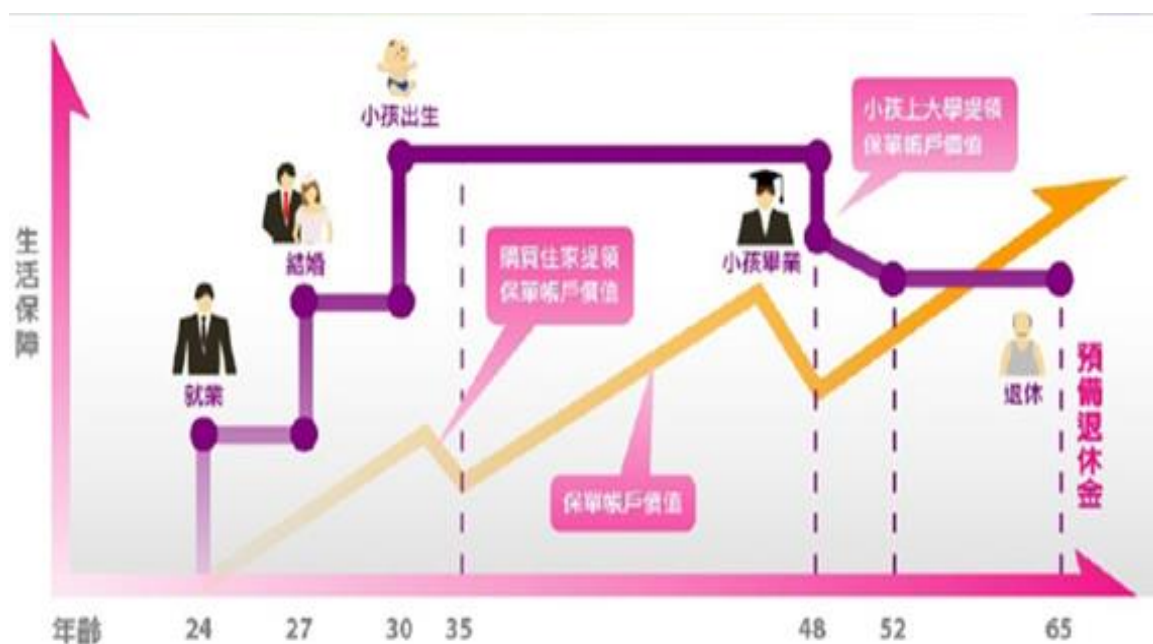 小孩出生
小孩上大學提領
保單帳戶價值
結婚
購買住家提領
保單帳戶價值
小孩畢業
生活保障
就業
退休
預備退休金
保單帳戶價值
年齡 24 27 30 35 48 52 65